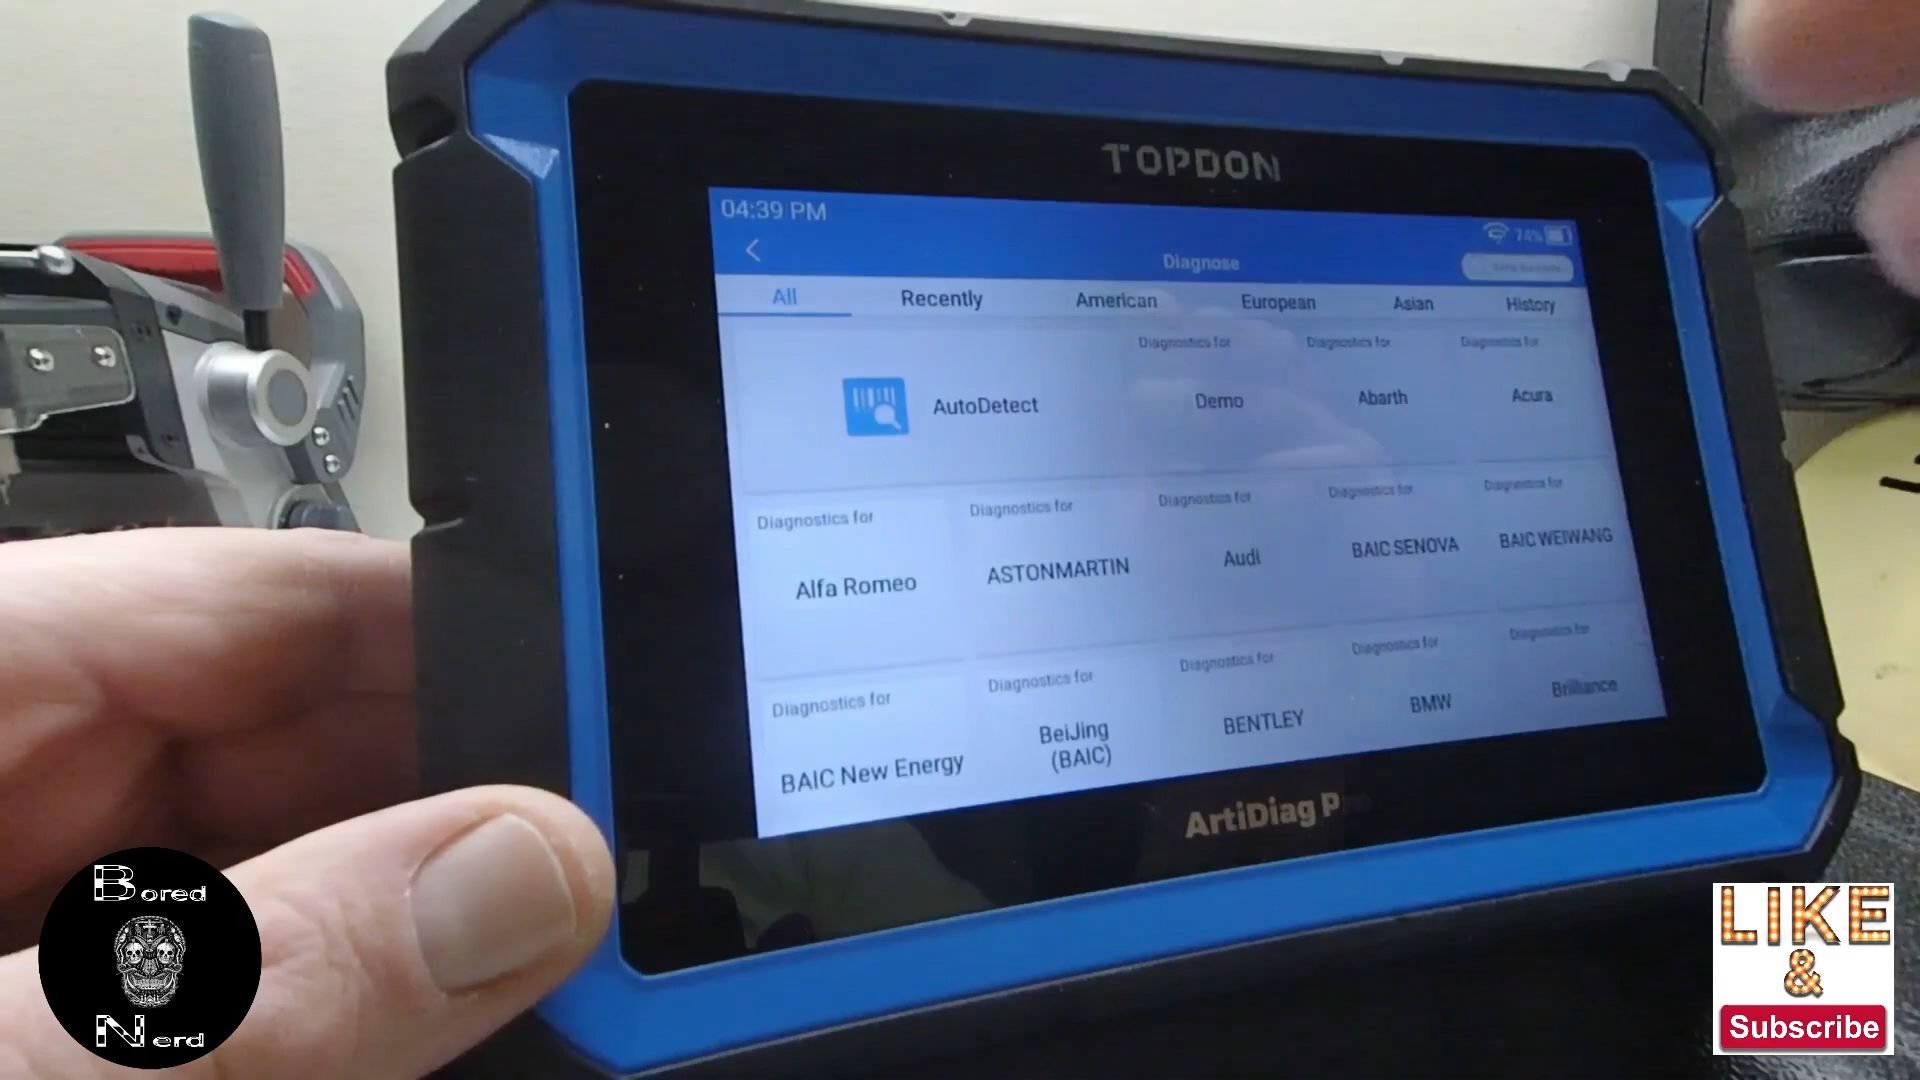 TOPDON
04:39 PM
74%
Diagnose
All Recently American European Asian History
AutoDetect
Diagnostics for
Demo
Diagnostics for
Abarth
Diagnostics for
Acura
Diagnostics for
Alfa Romeo
Diagnostics for
ASTONMARTIN
Diagnostics for
Audi
Diagnostics for
BAIC SENOVA
Diagnostics for
BAIC WEIWANG
Diagnostics for
BAIC New Energy
Diagnostics for
BeiJing
(BAIC)
Diagnostics for
BENTLEY
Diagnostics for
BMW
Diagnostics for
Brilliance
ArtiDiag
Bored
Nerd
LIKE
&
Subscribe